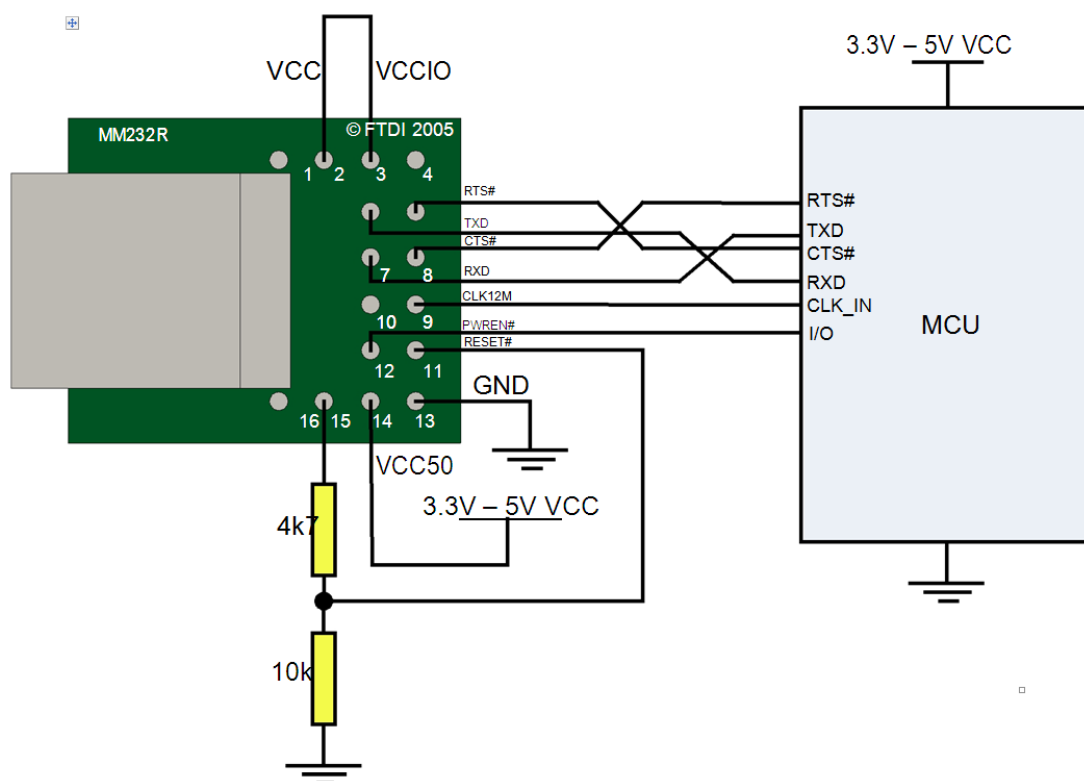 3.3V – 5V VCC
VCC
VCCIO
MM232R
© FTDI 2005
1
2
3
4
RTS#
TXD
CTS#
RXD
CLK12M
PWREN#
RESET#
7
8
10
9
12
11
16
15
14
13
RTS#
TXD
CTS#
RXD
CLK_IN
I/O
MCU
GND
VCC50
3.3V – 5V VCC
4k7
10k